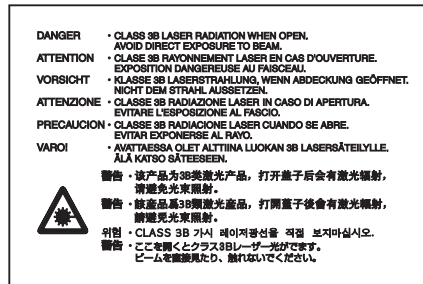 DANGER · CLASS 3B LASER RADIATION WHEN OPEN.
AVOID DIRECT EXPOSURE TO BEAM.
ATTENTION · CLASE 3B RAYONNEMENT LASER EN CAS D'OUVERTURE.
EXPOSITION DANGEREUSE AU FAISCEAU.
VORSICHT · KLASSE 3B LASERSTRAHLUNG, WENN ABDECKUNG GEÖFFNET.
NICHT DEM STRAHL AUSSETZEN.
ATTENZIONE · CLASSE 3B RADIAZIONE LASER IN CASO DI APERTURA.
EVITARE L'ESPOSIZIONE AL FASCIO.
PRECAUCION · CLASSE 3B RADIACIONE LASER CUANDO SE ABRE.
EVITAR EXPONERSE AL RAYO.
VAROI · AVATTAESSA OLET ALTTIINA LUOKAN 3B LASERSÄTEILYLLE.
ÄLÄ KATSO SÄTEESEEN.
警告 · 该产品为3B类激光产品，打开盖子后会有激光辐射，
请避免光束照射。
警告 · 該産品爲3B類激光産品，打開蓋子後會有激光輻射，
請避免光束照射。
위험 · CLASS 3B 가시 레이저광선을 직접 보지마십시오.
警告 · ここを開くとクラス3Bレーザー光がでます。
ビームを直接見たり、触れないでください。